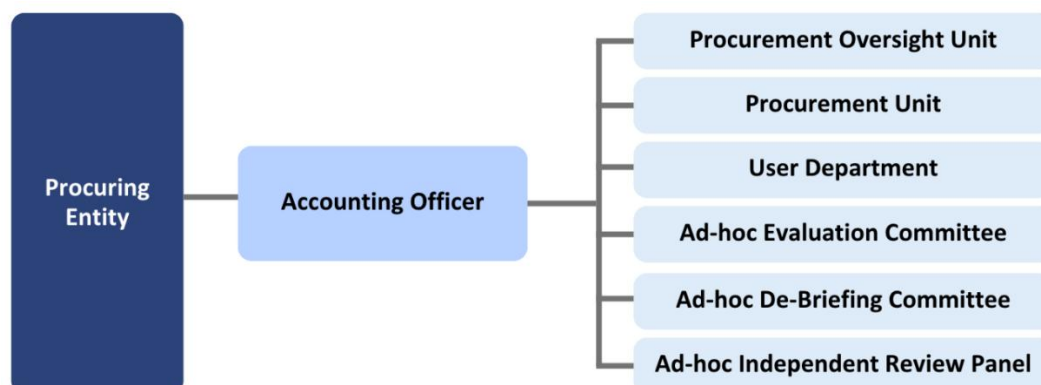 Procuring
Entity
Accounting Officer
Procurement Oversight Unit
Procurement Unit
User Department
Ad-hoc Evaluation Committee
Ad-hoc De-Briefing Committee
Ad-hoc Independent Review Panel